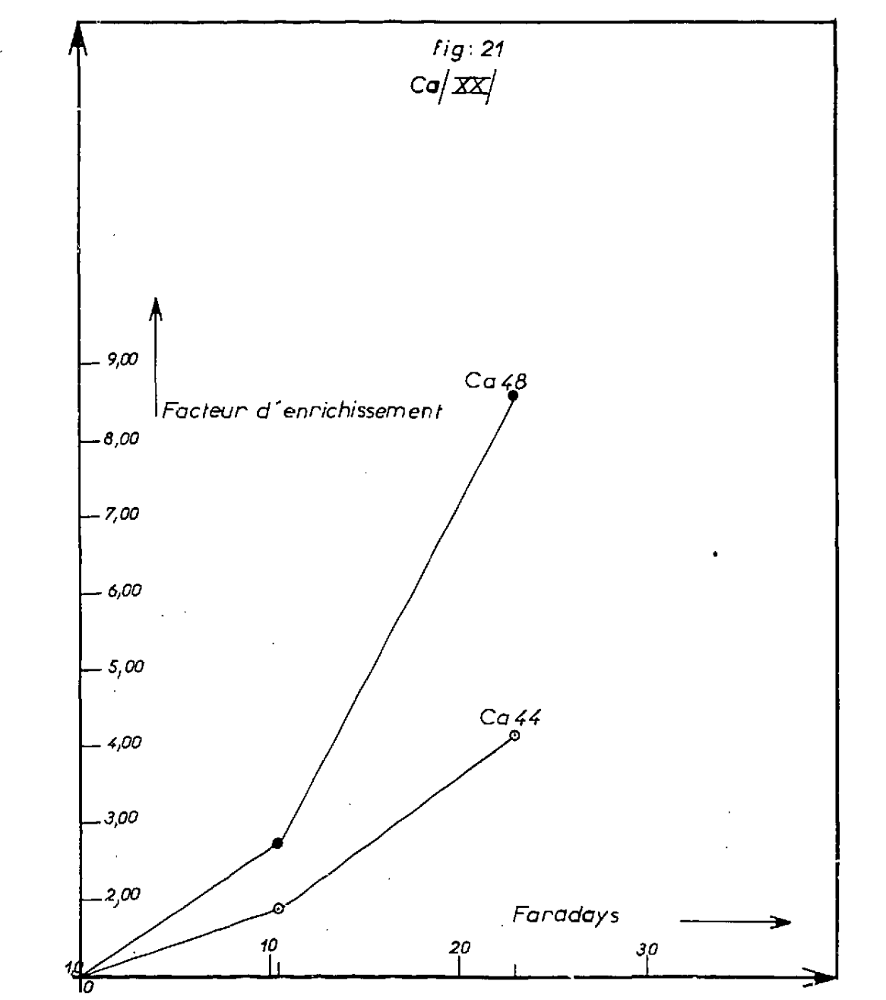 fig: 21
Ca/XX/
9,00
Ca 48
Facteur d'enrichissement
8,00
7,00
6,00
5,00
Ca 44
4,00
3,00
2,00
Faradays
10
20
30
1,0
0